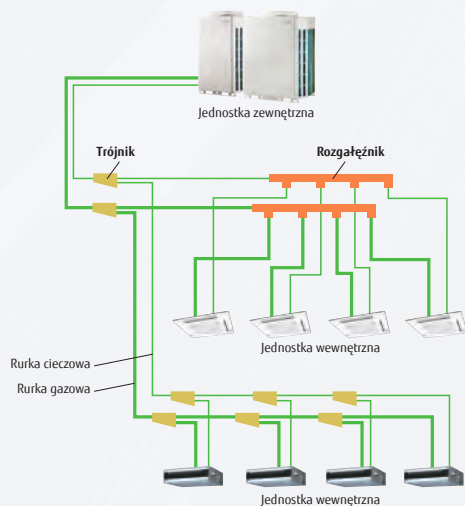 Jednostka zewnętrzna
Trójnik
Rozgałęźnik
Jednostka wewnętrzna
Rurka cieczowa
Rurka gazowa
Jednostka wewnętrzna